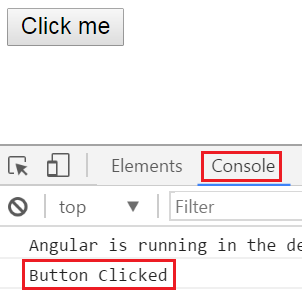 Click me
Elements Console
top Filter
Angular is running in the de
Button Clicked